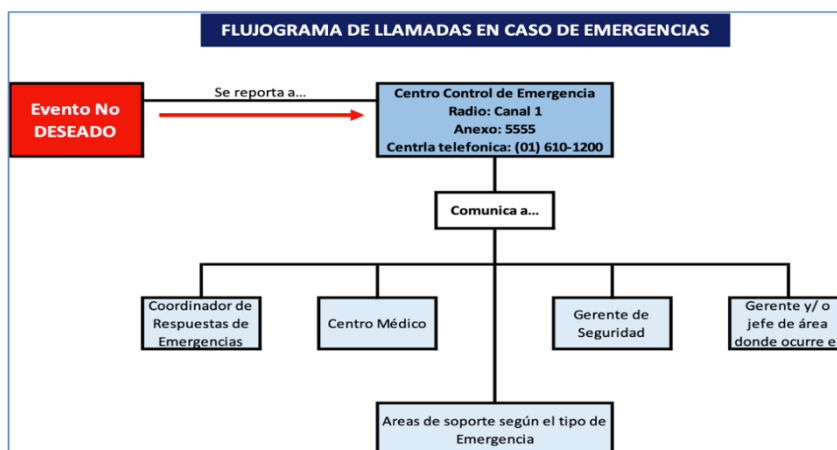 FLUJOGRAMA DE LLAMADAS EN CASO DE EMERGENCIAS
Evento No
DESEADO
Se reporta a...
Centro Control de Emergencia
Radio: Canal 1
Anexo: 5555
Centrla telefonica: (01) 610-1200
Comunica a...
Coordinador de
Respuestas de
Emergencias
Centro Médico
Gerente de
Seguridad
Gerente y/ o
jefe de área
donde ocurre e
Areas de soporte según el tipo de
Emergencia